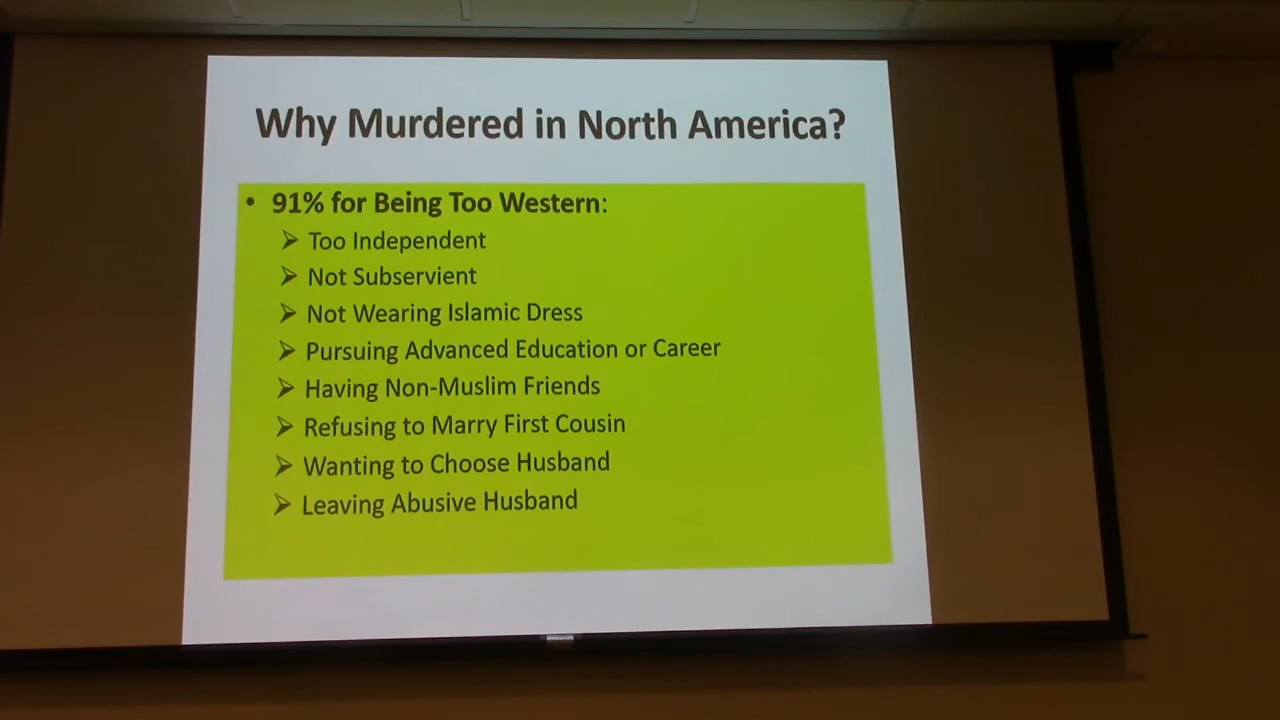 Why Murdered in North America?
• 91% for Being Too Western:
➢ Too Independent
➢ Not Subservient
➢ Not Wearing Islamic Dress
➢ Pursuing Advanced Education or Career
➢ Having Non-Muslim Friends
➢ Refusing to Marry First Cousin
➢ Wanting to Choose Husband
➢ Leaving Abusive Husband